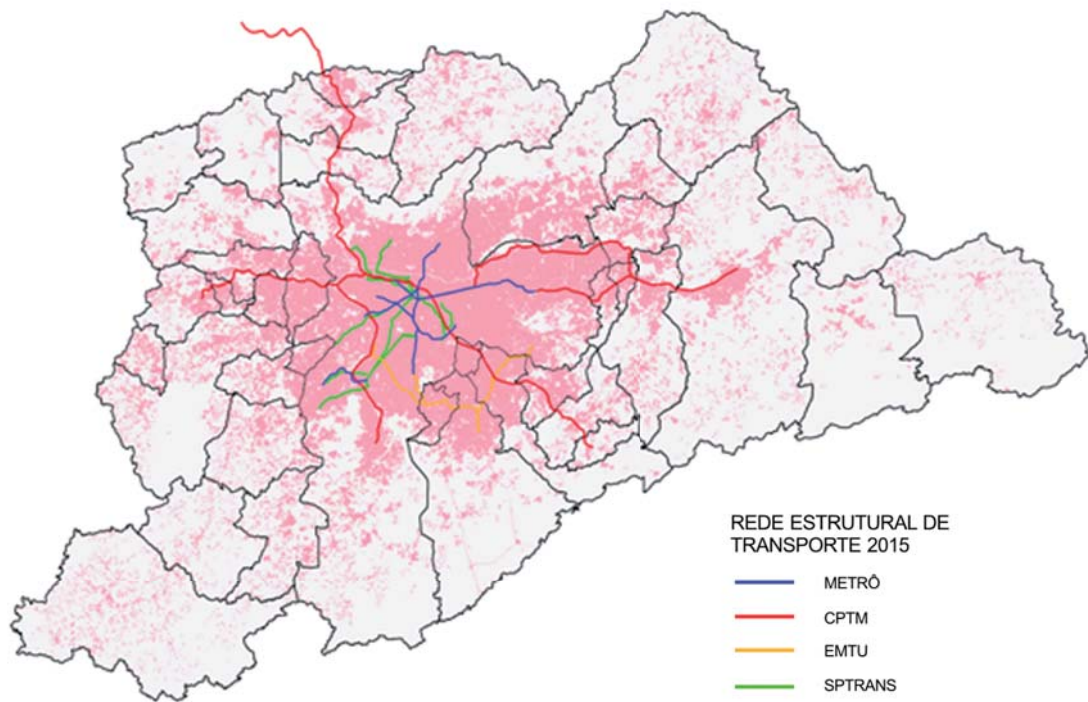 REDE ESTRUTURAL DE
TRANSPORTE 2015
METRÔ
CPTM
EMTU
SPTRANS